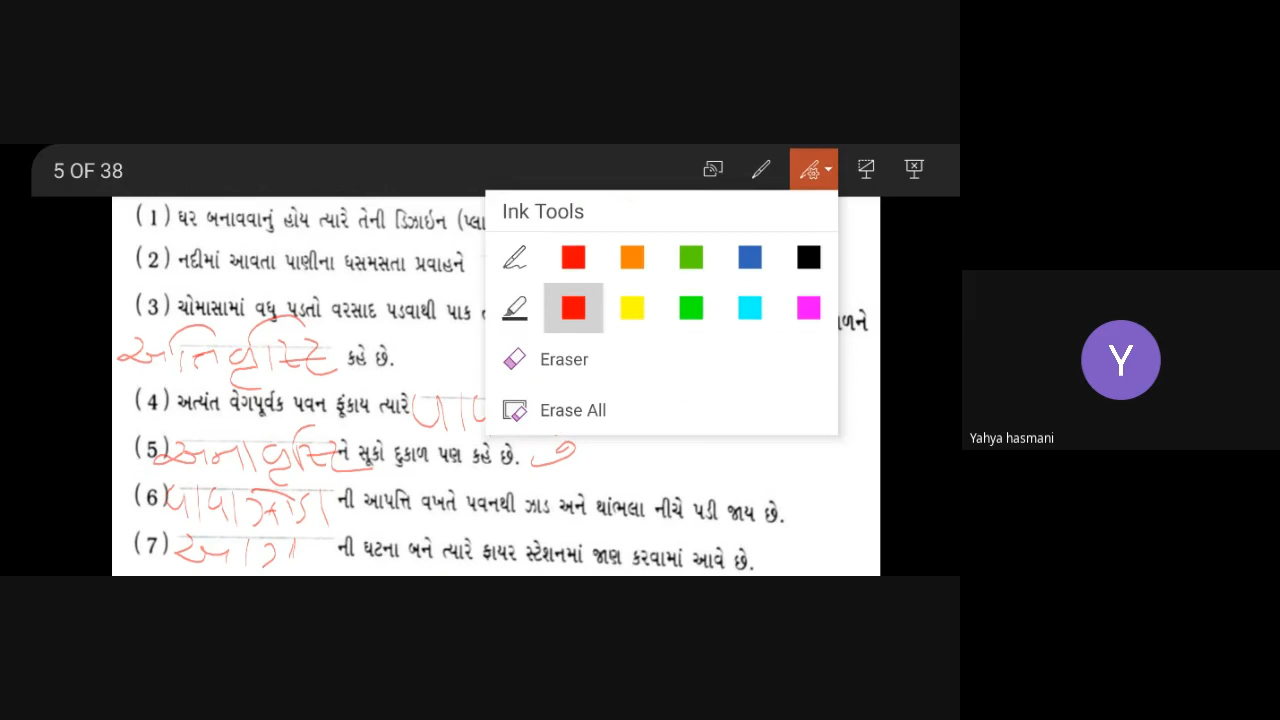 5 OF 38
Ink Tools
(1) ઘર બનાવવાનું હોય ત્યારે તેની ડિઝાઇન (પ્લા
(2) નદીમાં આવતા પાણીના ધસમસતા પ્રવાહને
(3) ચોમાસામાં વધુ પડતો વરસાદ પડવાથી પાક
ળને
અતિવૃષ્ટિ કહે છે.
Eraser
(4) અત્યંત વેગપૂર્વક પવન ફૂંકાય ત્યારે વાવ
Erase All
(5) અનાવૃષ્ટિ ને સૂકો દુકાળ પણ કહે છે.
(6) વાવાઝોડા ની આપત્તિ વખતે પવનથી ઝાડ અને થાંભલા નીચે પડી જાય છે.
(7) આગ ની ઘટના બને ત્યારે ફાયર સ્ટેશનમાં જાણ કરવામાં આવે છે.
Y
Yahya hasmani